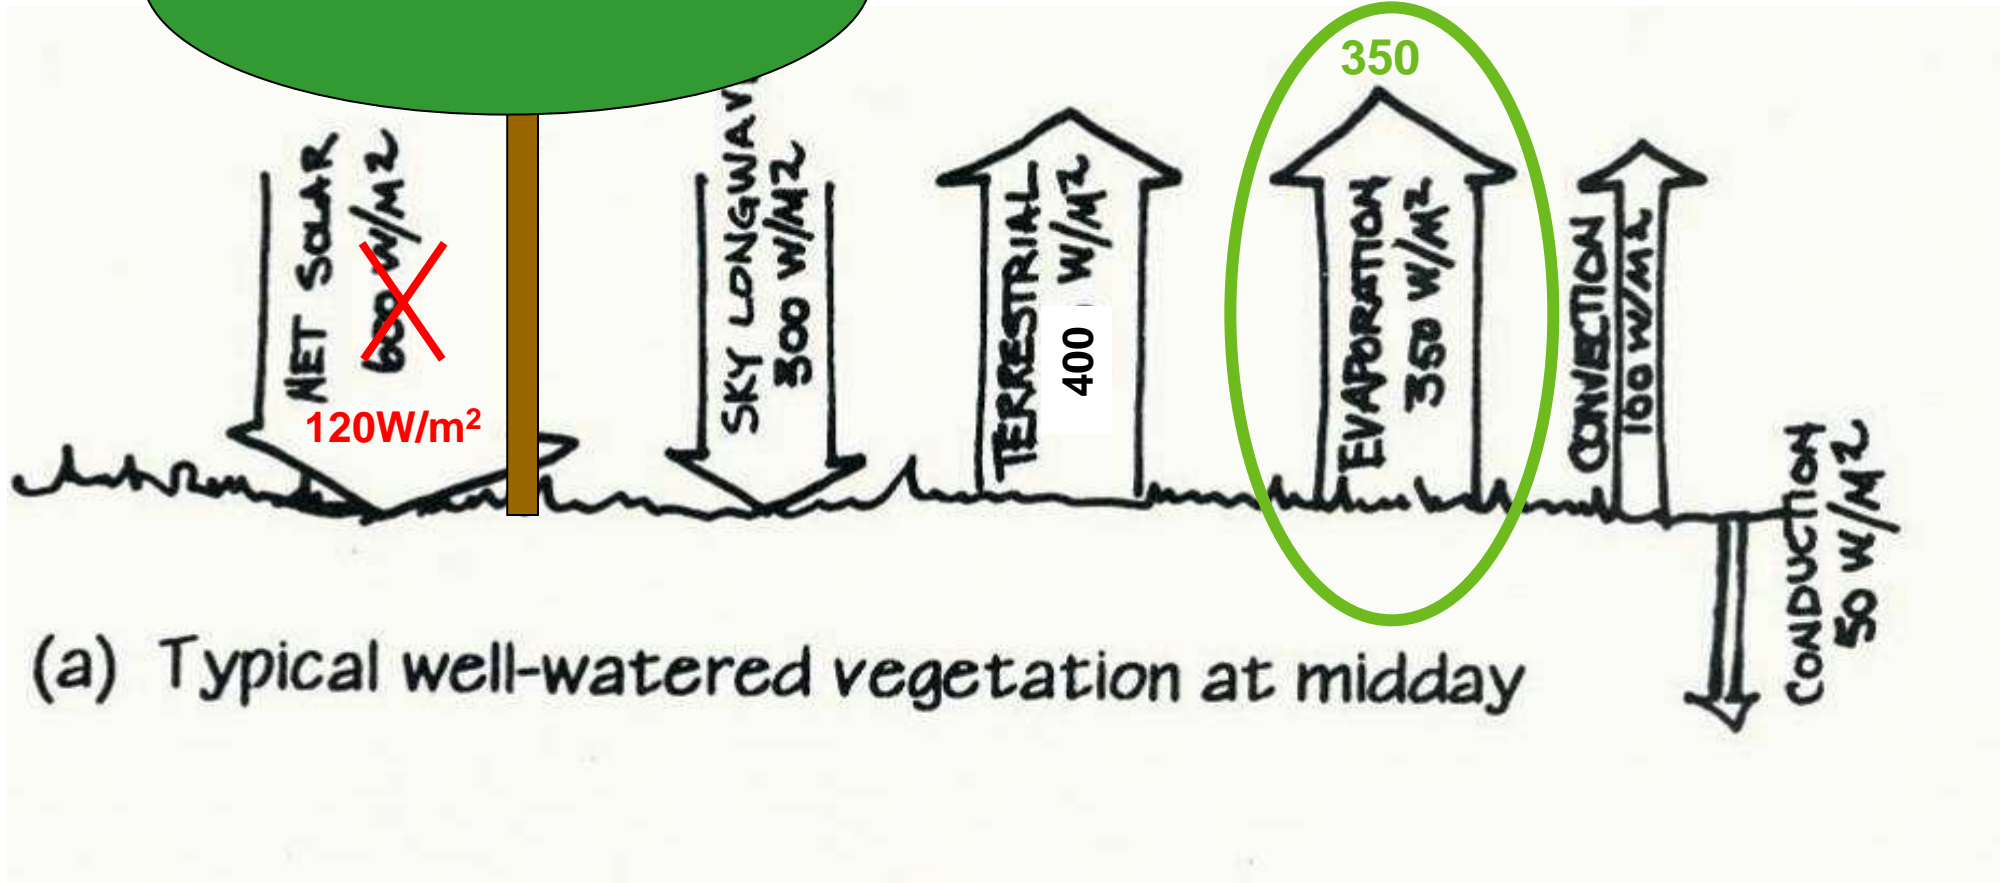 350
NET SOLAR
600 W/M2
120W/m²
SKY LONGWAV
300 W/M2
TERRESTRIAL
400 W/M2
EVAPORATION
350 W/M²
CONVECTION
100 W/M2
CONDUCTION
50 W/M2
(a) Typical well-watered vegetation at midday